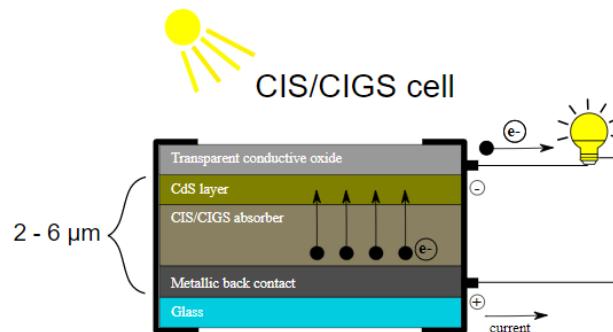 CIS/CIGS cell
e-
Transparent conductive oxide
CdS layer
-
CIS/CIGS absorber
2 - 6 μm
e-
Metallic back contact
+
Glass
current